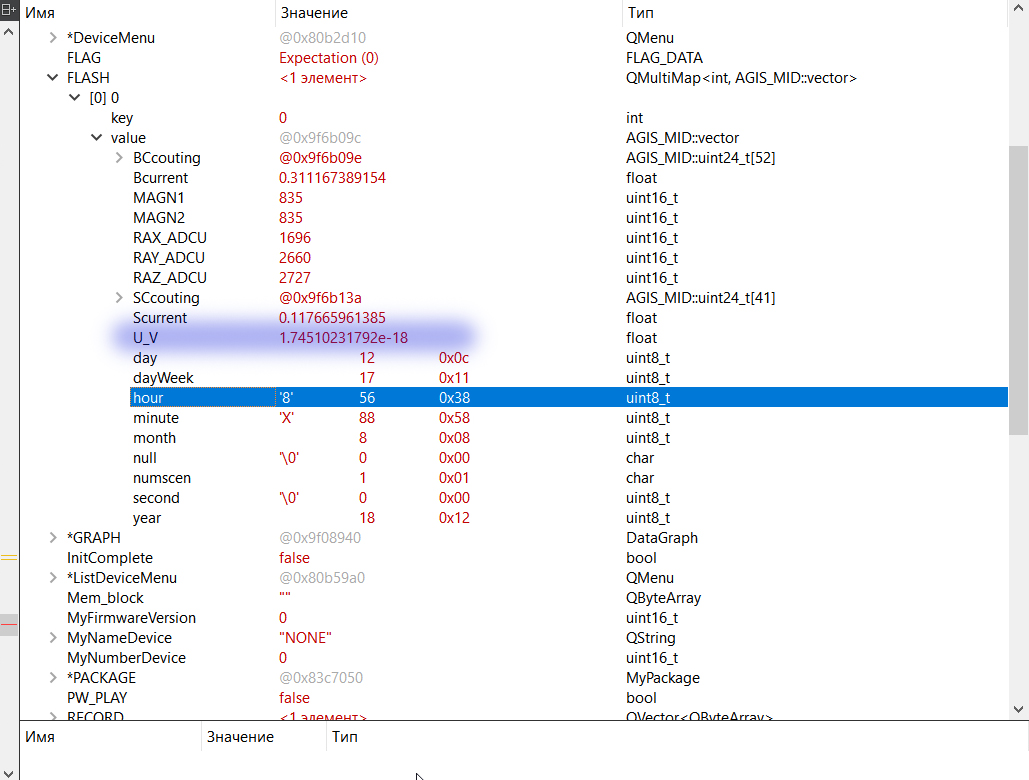 Имя Значение Тип
*DeviceMenu @0x80b2d10 QMenu
FLAG Expectation (0) FLAG_DATA
FLASH <1 элемент> QMultiMap<int, AGIS_MID::vector>
[0] 0
key 0 int
value @0x9f6b09c AGIS_MID::vector
BCcouting @0x9f6b09e AGIS_MID::uint24_t[52]
Bcurrent 0.311167389154 float
MAGN1 835 uint16_t
MAGN2 835 uint16_t
RAX_ADCU 1696 uint16_t
RAY_ADCU 2660 uint16_t
RAZ_ADCU 2727 uint16_t
SCcouting @0x9f6b13a AGIS_MID::uint24_t[41]
Scurrent 0.117665961385 float
U_V 1.74510231792e-18 float
day 12 0x0c uint8_t
dayWeek 17 0x11 uint8_t
hour '8' 56 0x38 uint8_t
minute 'X' 88 0x58 uint8_t
month 8 0x08 uint8_t
null '\0' 0 0x00 char
numscen 1 0x01 char
second '\0' 0 0x00 uint8_t
year 18 0x12 uint8_t
*GRAPH @0x9f08940 DataGraph
InitComplete false bool
*ListDeviceMenu @0x80b59a0 QMenu
Mem_block "" QByteArray
MyFirmwareVersion 0 uint16_t
MyNameDevice "NONE" QString
MyNumberDevice 0 uint16_t
*PACKAGE @0x83c7050 MyPackage
PW_PLAY false bool
RECORD <1 элемент> QVector<QByteArray>
Имя Значение Тип